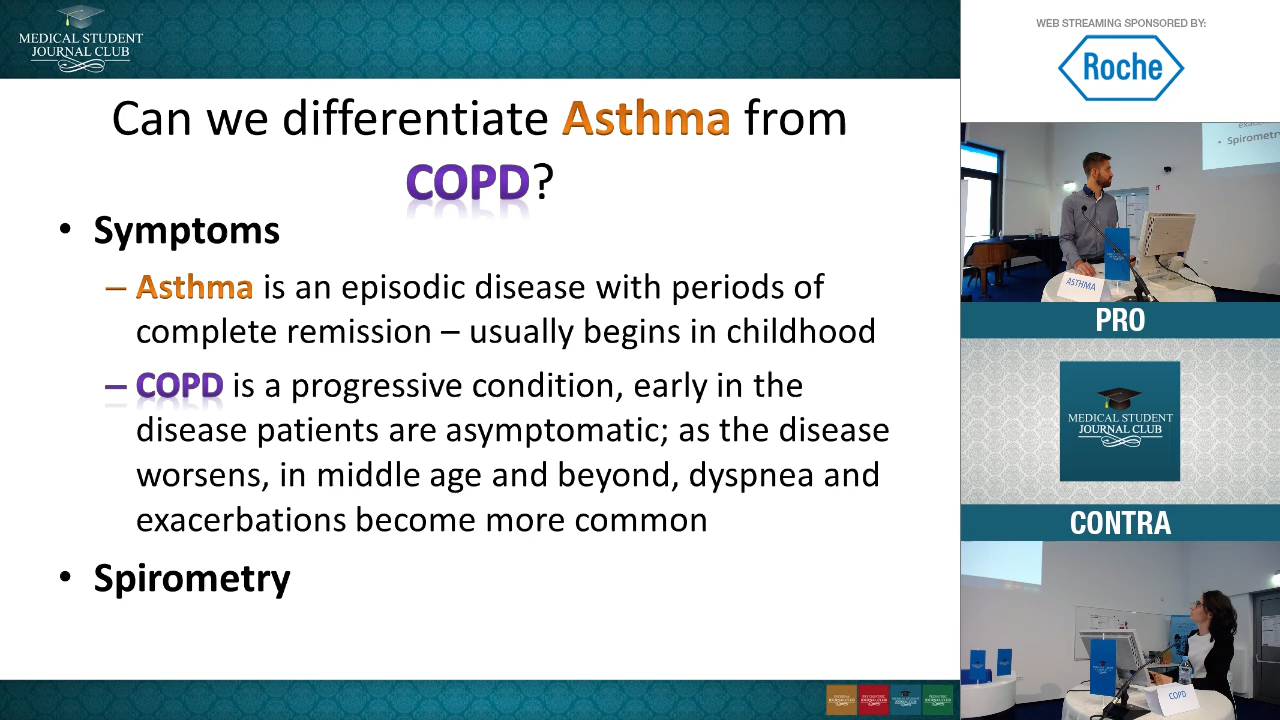 MEDICAL STUDENT
JOURNAL CLUB
Can we differentiate Asthma from
COPD?
• Symptoms
– Asthma is an episodic disease with periods of
complete remission – usually begins in childhood
– COPD is a progressive condition, early in the
disease patients are asymptomatic; as the disease
worsens, in middle age and beyond, dyspnea and
exacerbations become more common
• Spirometry
WEB STREAMING SPONSORED BY:
Roche
• Spirometry
ASTHMA
PRO
MEDICAL STUDENT
JOURNAL CLUB
CONTRA
COPD